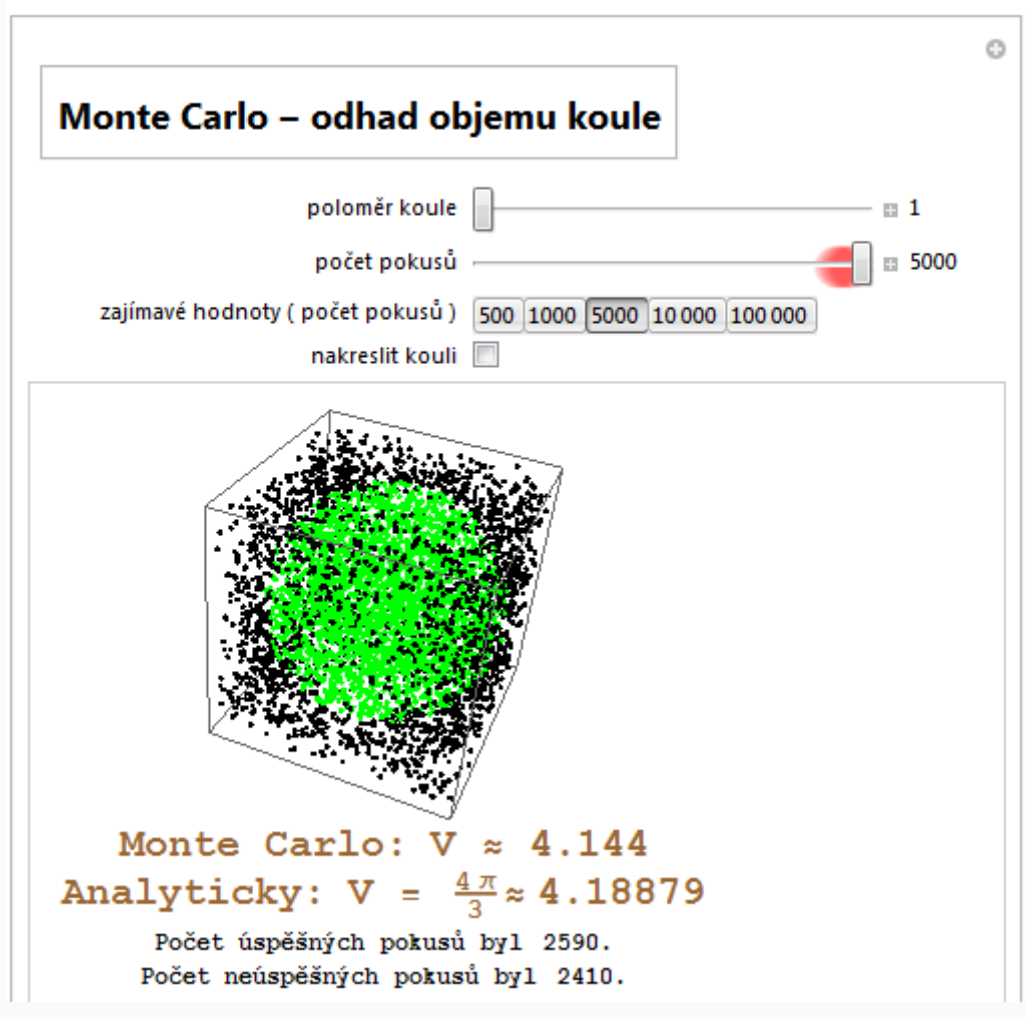 Monte Carlo – odhad objemu koule
poloměr koule 1
počet pokusů 5000
zajímavé hodnoty ( počet pokusů ) 500 1000 5000 10 000 100 000
nakreslit kouli
Monte Carlo: V ≈ 4.144
Analyticky: V = 4 π/3 ≈ 4.18879
Počet úspěšných pokusů byl 2590.
Počet neúspěšných pokusů byl 2410.